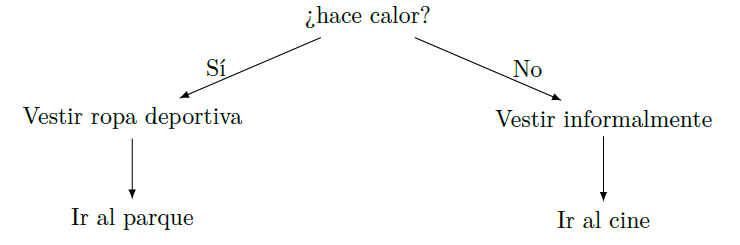 ¿hace calor?
Sí
No
Vestir ropa deportiva
Vestir informalmente
Ir al parque
Ir al cine